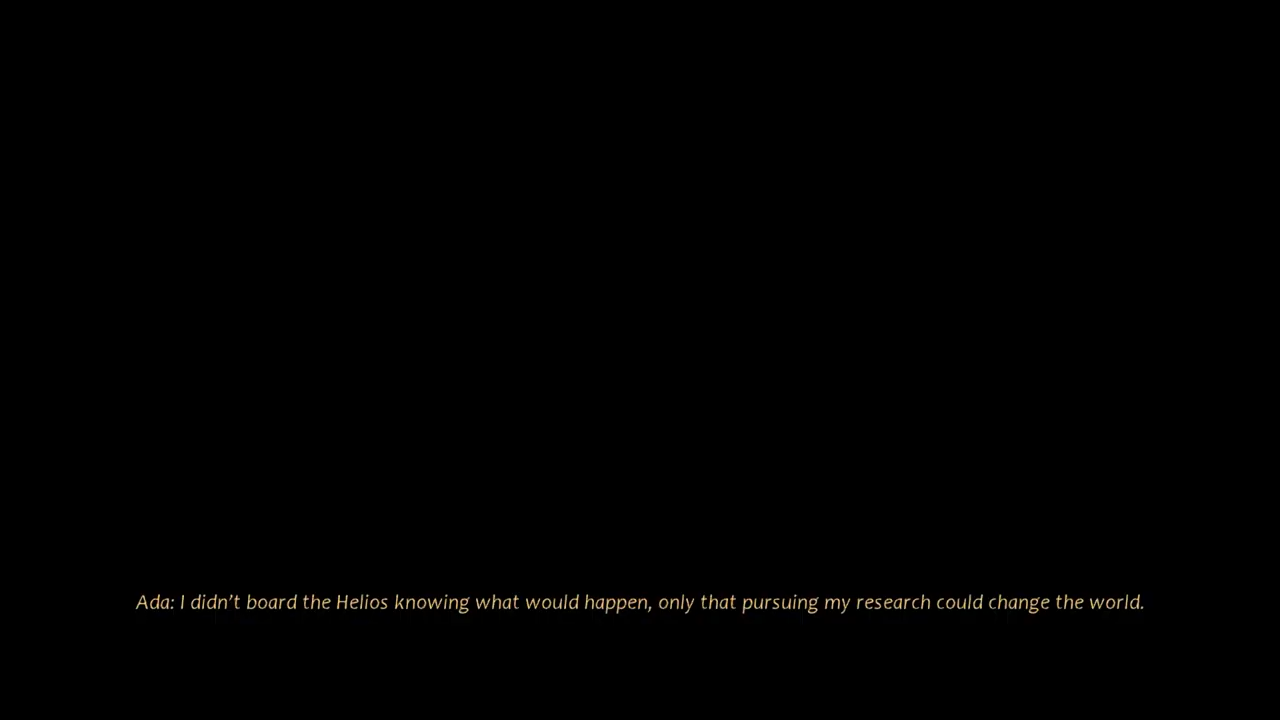 Ada: I didn’t board the Helios knowing what would happen, only that pursuing my research could change the world.